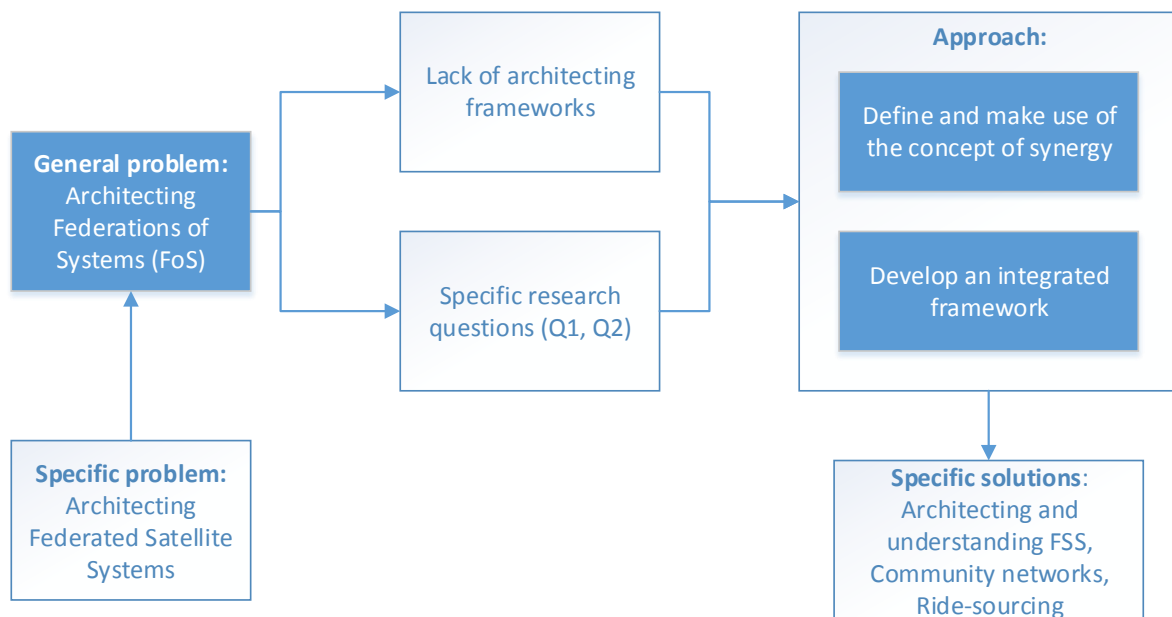 General problem:
Architecting
Federations of
Systems (FoS)
Specific problem:
Architecting
Federated Satellite
Systems
Lack of architecting
frameworks
Specific research
questions (Q1, Q2)
Approach:
Define and make use of
the concept of synergy
Develop an integrated
framework
Specific solutions:
Architecting and
understanding FSS,
Community networks,
Ride-sourcing